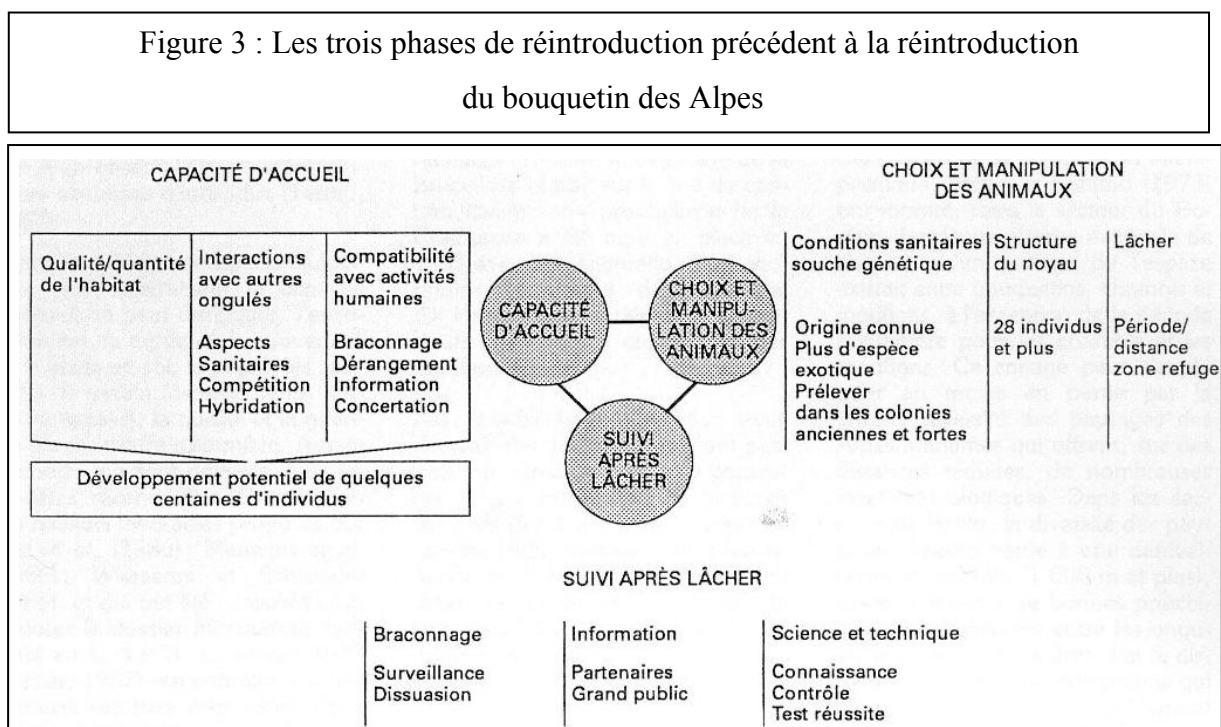 Figure 3 : Les trois phases de réintroduction précédent à la réintroduction
du bouquetin des Alpes
CAPACITÉ D'ACCUEIL
Qualité/quantité
de l'habitat
Interactions
avec autres
ongulés
Aspects
Sanitaires
Compétition
Hybridation
Compatibilité
avec activités
humaines
Braconnage
Dérangement
Information
Concertation
Développement potentiel de quelques
centaines d'individus
CAPACITÉ
D'ACCUEIL
CHOIX ET
MANIPU-
LATION DES
ANIMAUX
SUIVI
APRÈS
LÂCHER
CHOIX ET MANIPULATION
DES ANIMAUX
Conditions sanitaires
souche génétique
Origine connue
Plus d'espèce
exotique
Prélever
dans les colonies
anciennes et fortes
Structure
du noyau
28 individus
et plus
Lâcher
Période/
distance
zone refuge
SUIVI APRÈS LÂCHER
Braconnage
Surveillance
Dissuasion
Information
Partenaires
Grand public
Science et technique
Connaissance
Contrôle
Test réussite